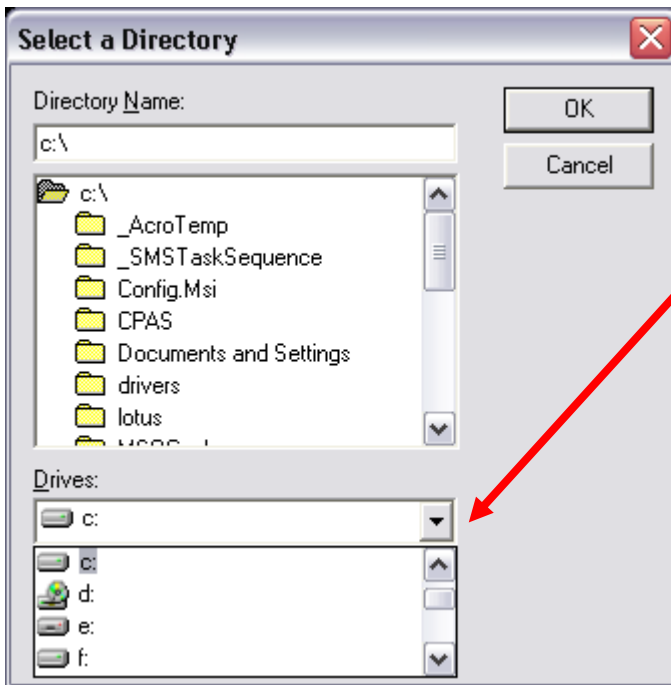 Select a Directory
Directory Name:
OK
c:\
Cancel
c:\
_AcroTemp
_SMSTaskSequence
Config.Msi
CPAS
Documents and Settings
drivers
lotus
Drives:
c:
c:
d:
e:
f: